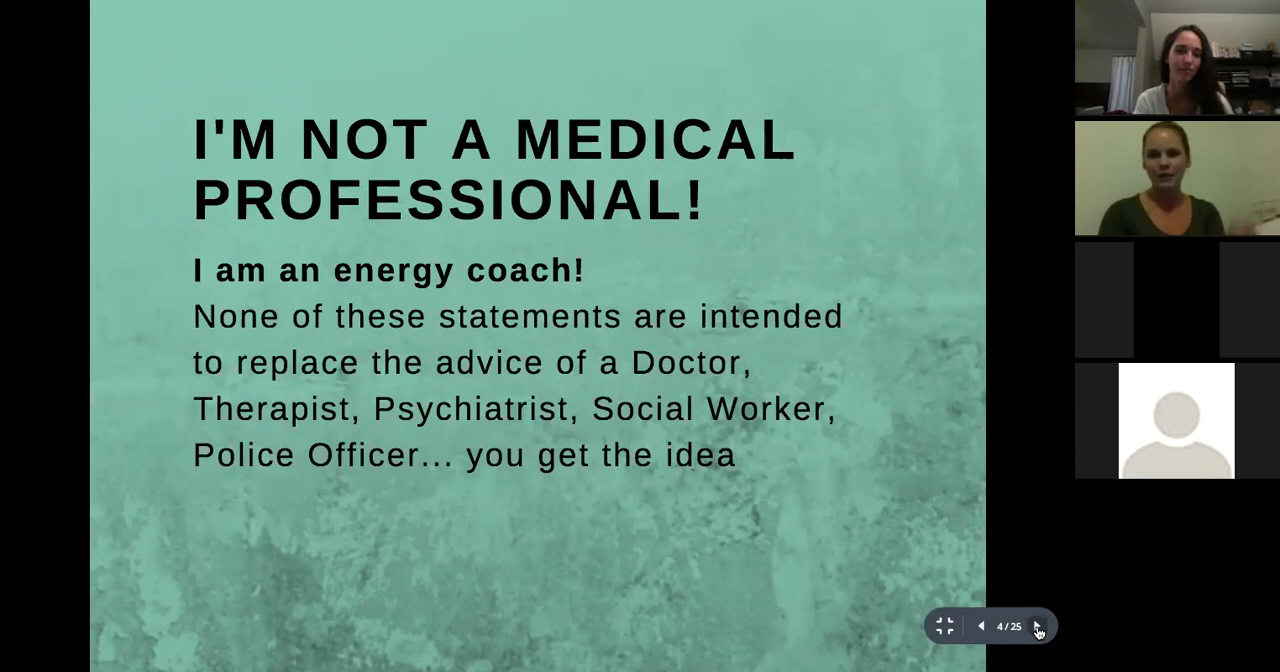 I'M NOT A MEDICAL
PROFESSIONAL!
I am an energy coach!
None of these statements are intended
to replace the advice of a Doctor,
Therapist, Psychiatrist, Social Worker,
Police Officer... you get the idea
4 / 25